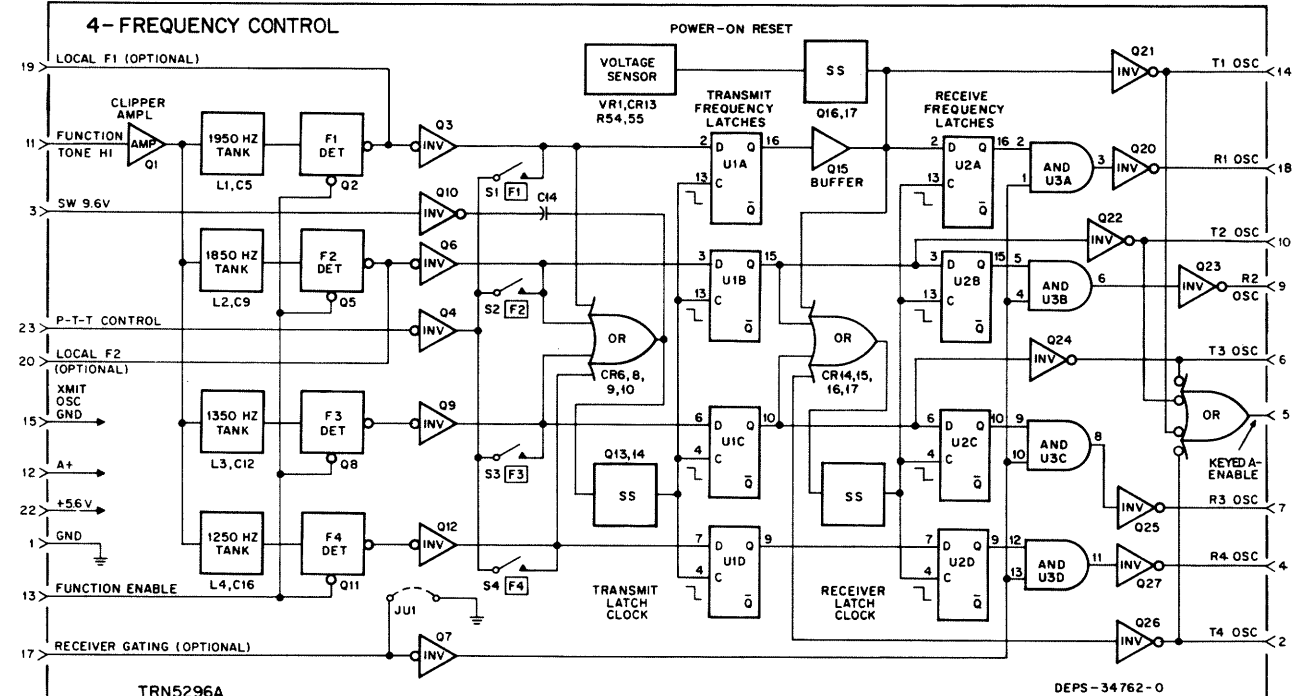 4-FREQUENCY CONTROL
POWER-ON RESET
19 LOCAL F1 (OPTIONAL)
VOLTAGE
SENSOR
VR1,CR13
R54,55
SS
Q16,17
Q21
INV
T1 OSC
14
CLIPPER
AMPL
11 FUNCTION
TONE HI
AMP
Q1
1950 HZ
TANK
L1,C5
F1
DET
Q2
Q3
INV
S1 F1
TRANSMIT
FREQUENCY
LATCHES
2 D Q 16
U1A
13 C
Q
Q15
BUFFER
RECEIVE
FREQUENCY
LATCHES
2 D Q 16
U2A
13 C
Q
2
1
AND
U3A
3
Q20
INV
R1 OSC
18
3 SW 9.6V
Q10
INV
C14
1850 HZ
TANK
L2,C9
F2
DET
Q5
Q6
INV
S2 F2
3 D Q 15
U1B
13 C
Q
3 D Q 15
U2B
13 C
Q
5
4
AND
U3B
6
Q22
INV
T2 OSC
10
Q23
INV
R2
OSC
9
23 P-T-T CONTROL
Q4
INV
20 LOCAL F2
(OPTIONAL)
OR
CR6,8,
9,10
OR
CR14,15,
16,17
Q24
INV
T3 OSC
6
XMIT
OSC
15 GND
12 A+
22 +5.6V
1 GND
1350 HZ
TANK
L3,C12
F3
DET
Q8
Q9
INV
S3 F3
Q13,14
SS
6 D Q 10
U1C
4 C
Q
SS
6 D Q 10
U2C
4 C
Q
9
10
AND
U3C
8
OR
5
KEYED A-
ENABLE
INV
Q25
R3 OSC
7
1250 HZ
TANK
L4,C16
F4
DET
Q11
Q12
INV
S4 F4
TRANSMIT
LATCH
CLOCK
7 D Q 9
U1D
4 C
Q
RECEIVER
LATCH
CLOCK
7 D Q 9
U2D
4 C
Q
12
13
AND
U3D
11
INV
Q27
R4 OSC
4
13 FUNCTION ENABLE
JU1
17 RECEIVER GATING (OPTIONAL)
Q7
INV
Q26
INV
T4 OSC
2
TRN5296A
DEPS-34762-0